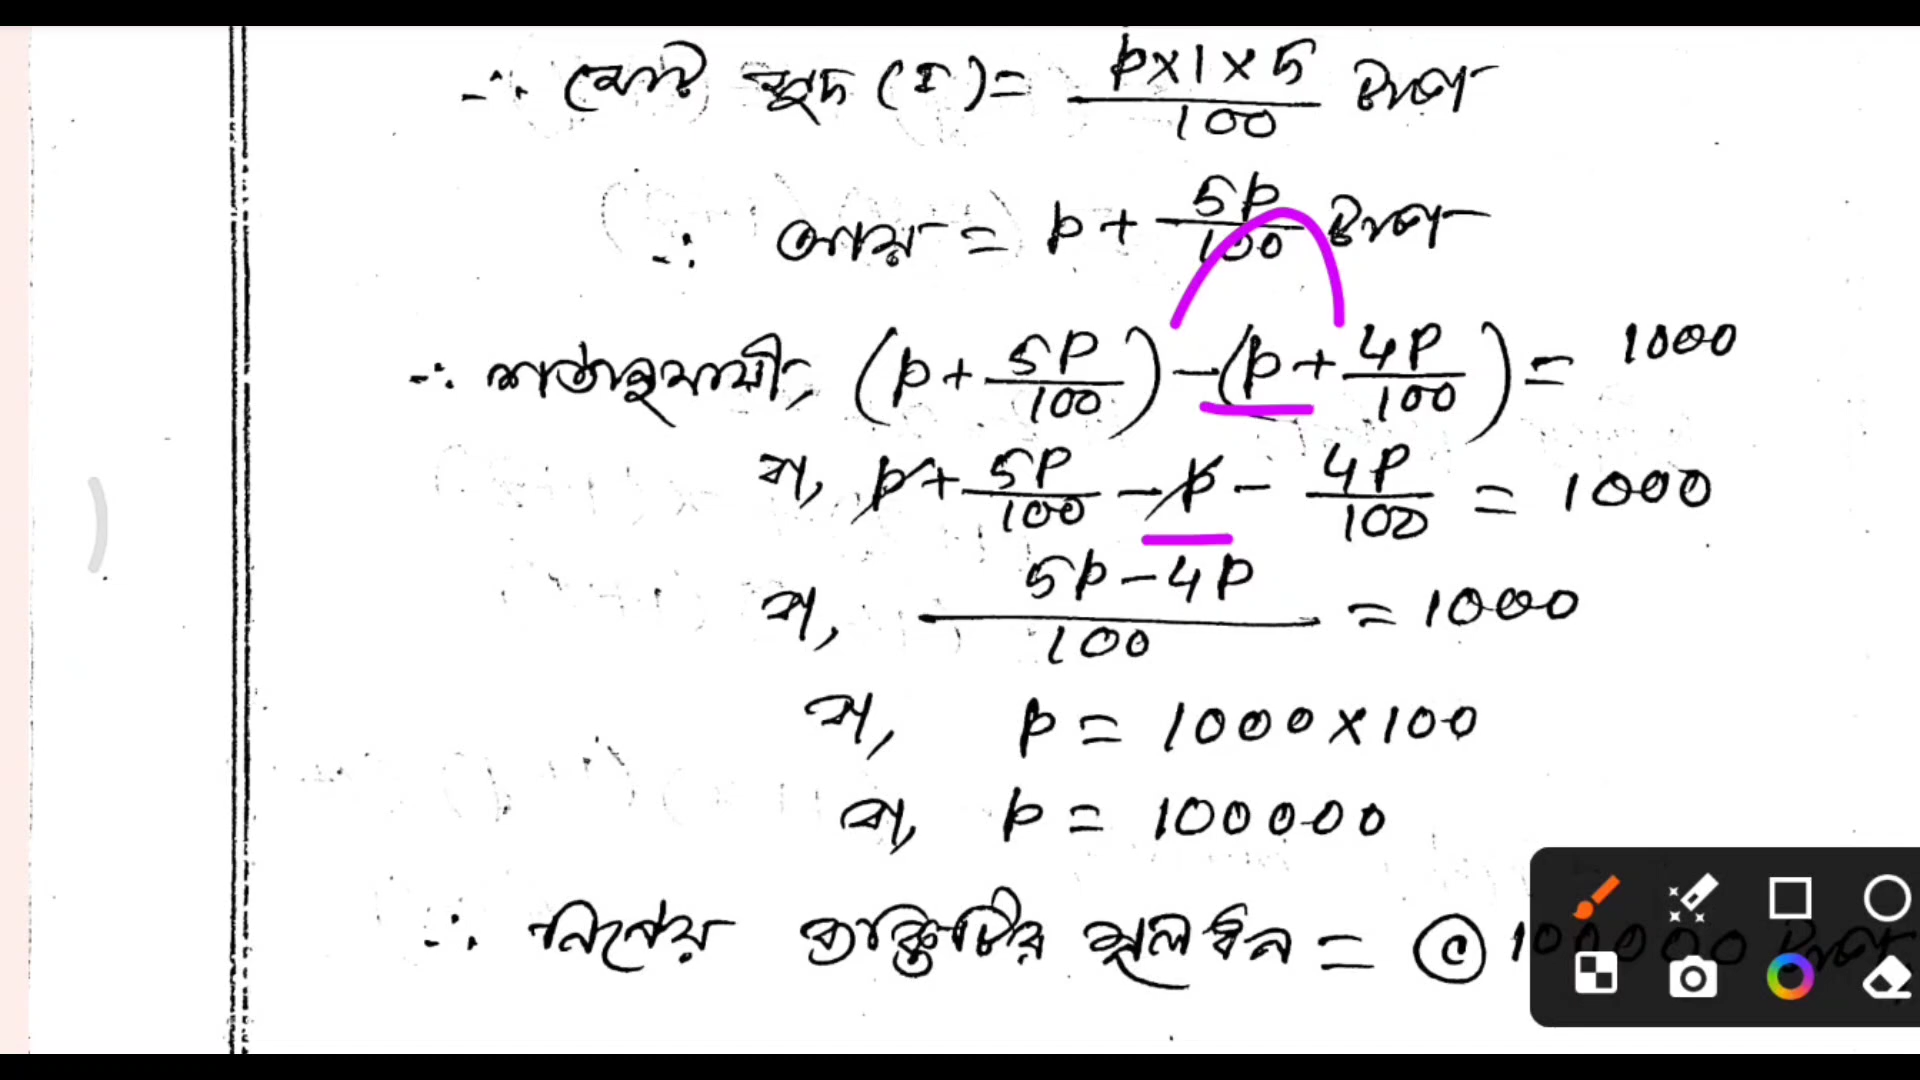 ∴ মোট সুদ (I) = p×1×5/100 টাকা
∴ আয় = p + 5p/100 টাকা
∴ শর্তানুযায়ী, (p + 5P/100) - (p + 4P/100) = 1000
বা, p + 5P/100 - p - 4P/100 = 1000
বা, 5p - 4p/100 = 1000
বা, p = 1000 × 100
বা, p = 100000
∴ নির্ণেয় ব্যক্তিটির মূলধন = ⓒ 100000 টাকা